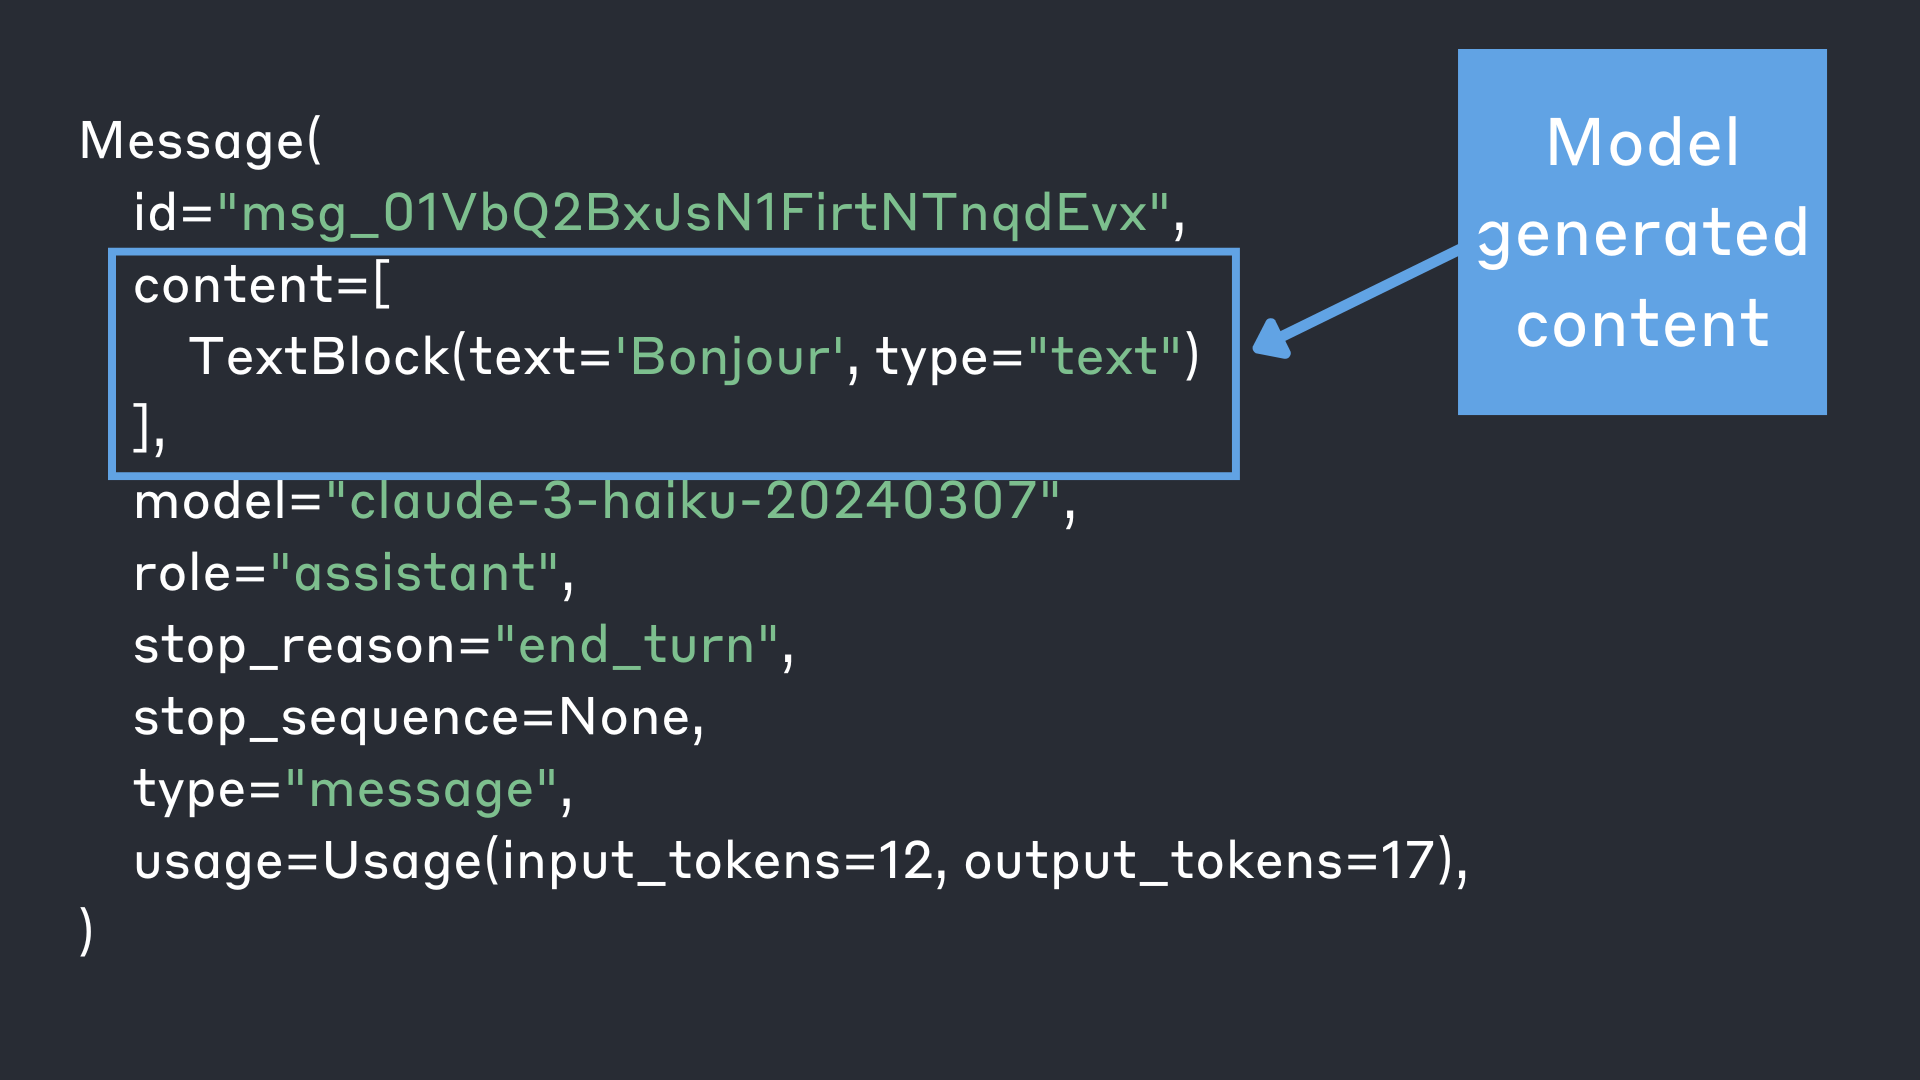 Message(
id="msg_01VbQ2BxJsN1FirtNTnqdEvx",
content=[
TextBlock(text='Bonjour', type="text")
],
model="claude-3-haiku-20240307",
role="assistant",
stop_reason="end_turn",
stop_sequence=None,
type="message",
usage=Usage(input_tokens=12, output_tokens=17),
)
Model
generated
content